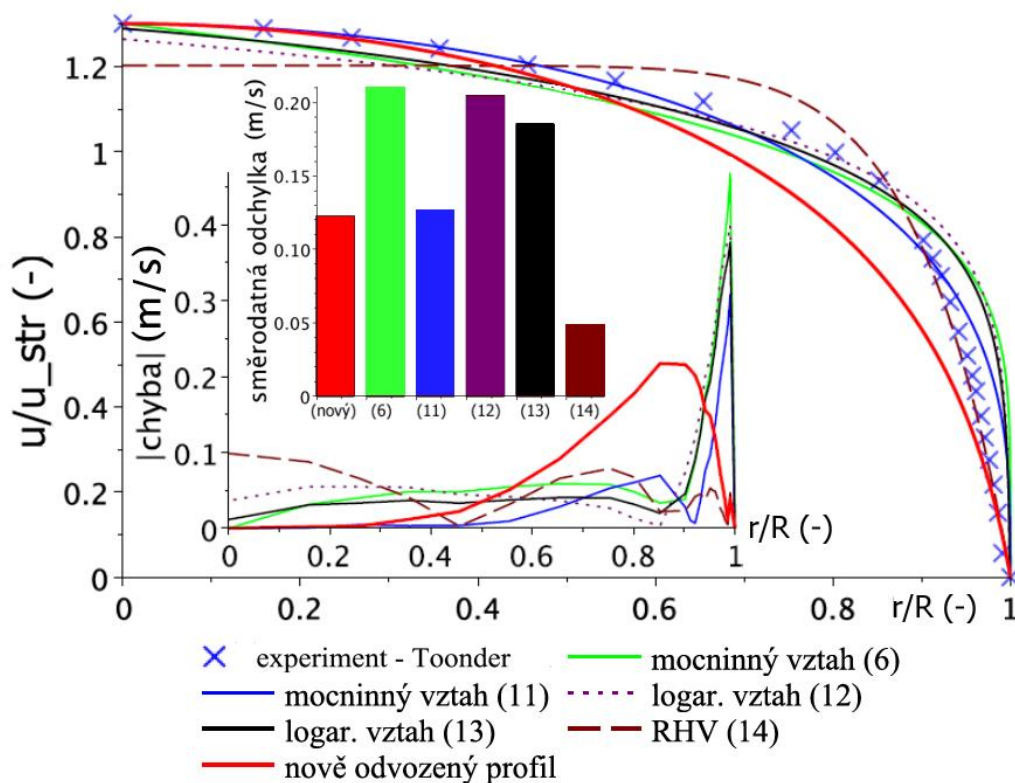 1.2
1
0.8
0.6
0.4
0.2
0
u/u_str (-)
0 0.2 0.4 0.6 0.8 1
r/R (-)
0.4
0.3
0.2
0.1
0
|chyba| (m/s)
0 0.2 0.4 0.6 0.8 1
r/R (-)
0.20
0.15
0.10
0.05
0
směrodatná odchylka (m/s)
(nový) (6) (11) (12) (13) (14)
experiment - Toonder mocninný vztah (6)
mocninný vztah (11) logar. vztah (12)
logar. vztah (13) RHV (14)
nově odvozený profil